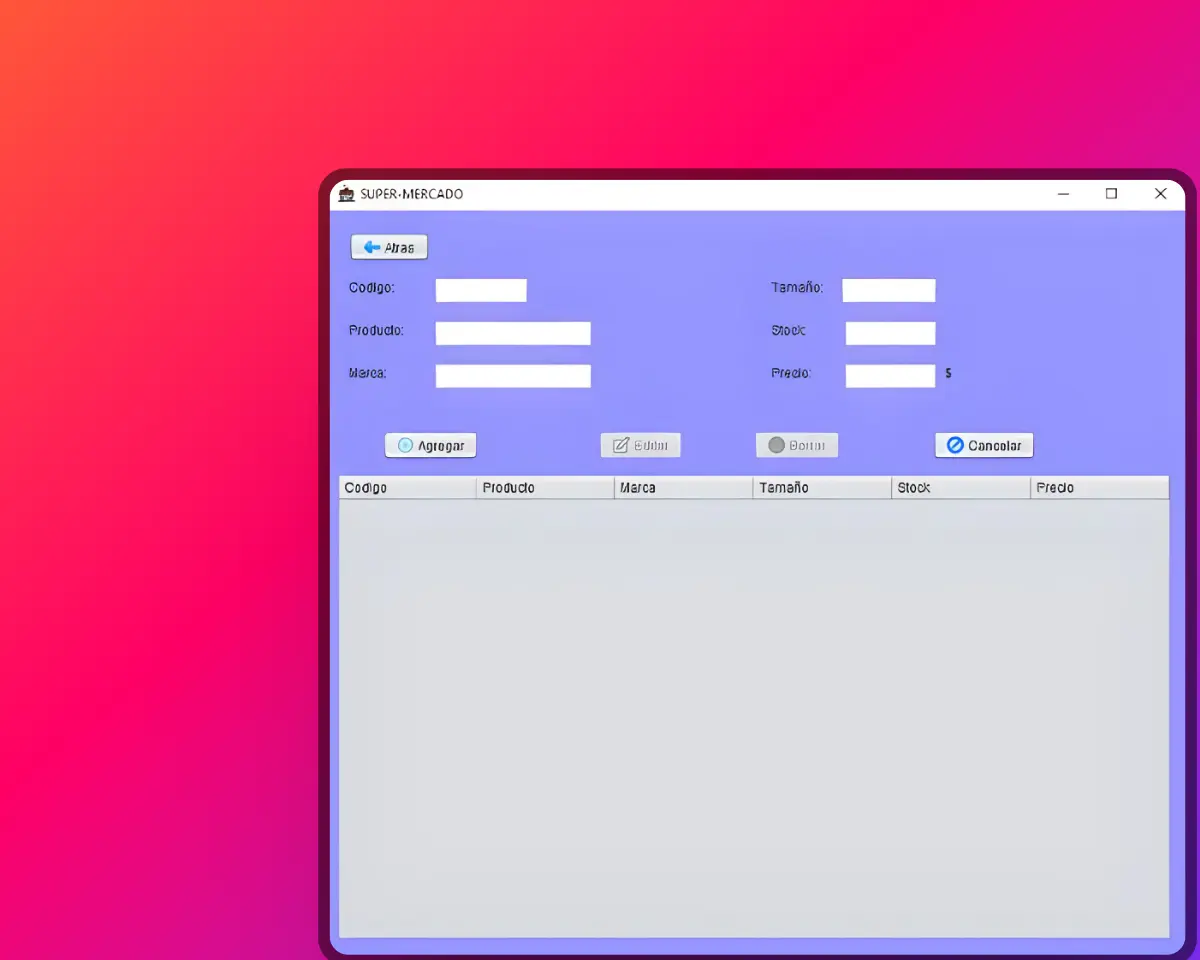 SUPER-MERCADO
Atras
Codigo:
Tamaño:
Producto:
Stock:
Marca:
Precio:
$
Agregar
Editar
Borrar
Cancelar
Codigo Producto Marca Tamaño Stock Precio